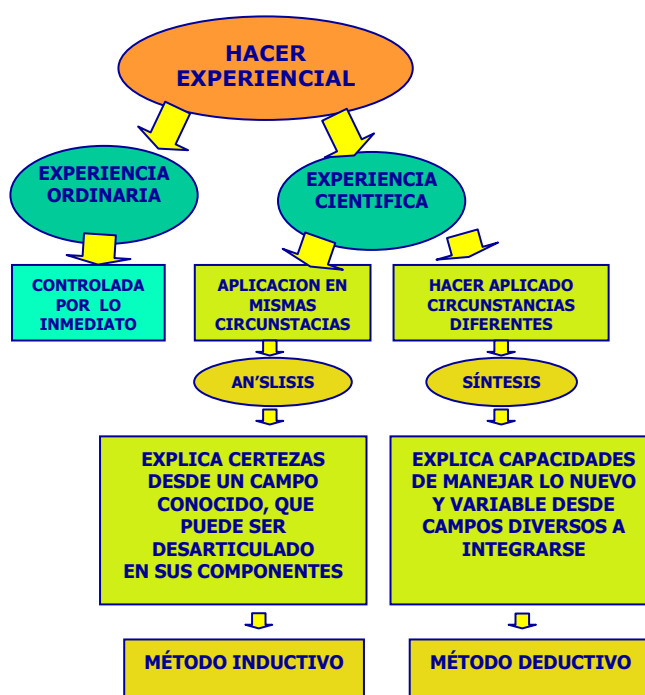 HACER
EXPERIENCIAL
EXPERIENCIA
ORDINARIA
EXPERIENCIA
CIENTIFICA
CONTROLADA
POR LO
INMEDIATO
APLICACION EN
MISMAS
CIRCUNSTACIAS
HACER APLICADO
CIRCUNSTANCIAS
DIFERENTES
AN'SLISIS
SÍNTESIS
EXPLICA CERTEZAS
DESDE UN CAMPO
CONOCIDO, QUE
PUEDE SER
DESARTICULADO
EN SUS COMPONENTES
EXPLICA CAPACIDADES
DE MANEJAR LO NUEVO
Y VARIABLE DESDE
CAMPOS DIVERSOS A
INTEGRARSE
MÉTODO INDUCTIVO
MÉTODO DEDUCTIVO